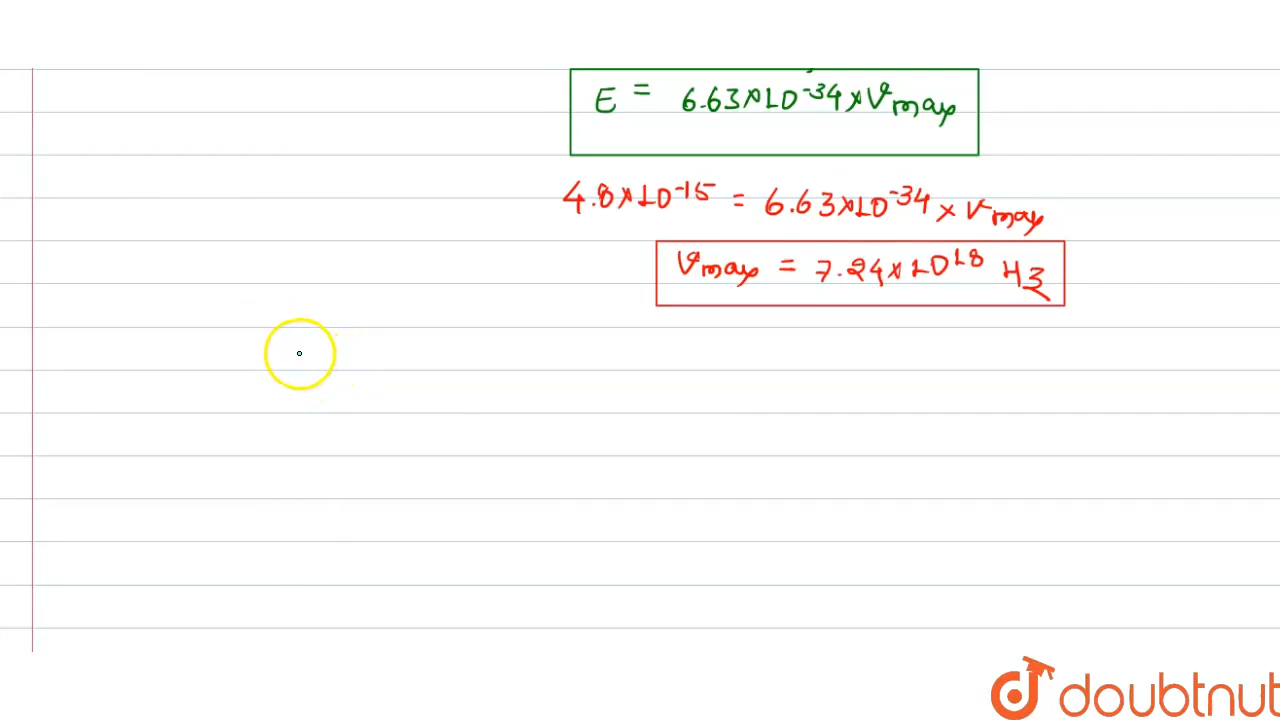 E = 6.63×10⁻³⁴×νmax
4.8×10⁻¹⁵ = 6.63×10⁻³⁴ × νmax
νmax = 7.24×10¹⁸ Hz
doubtnut